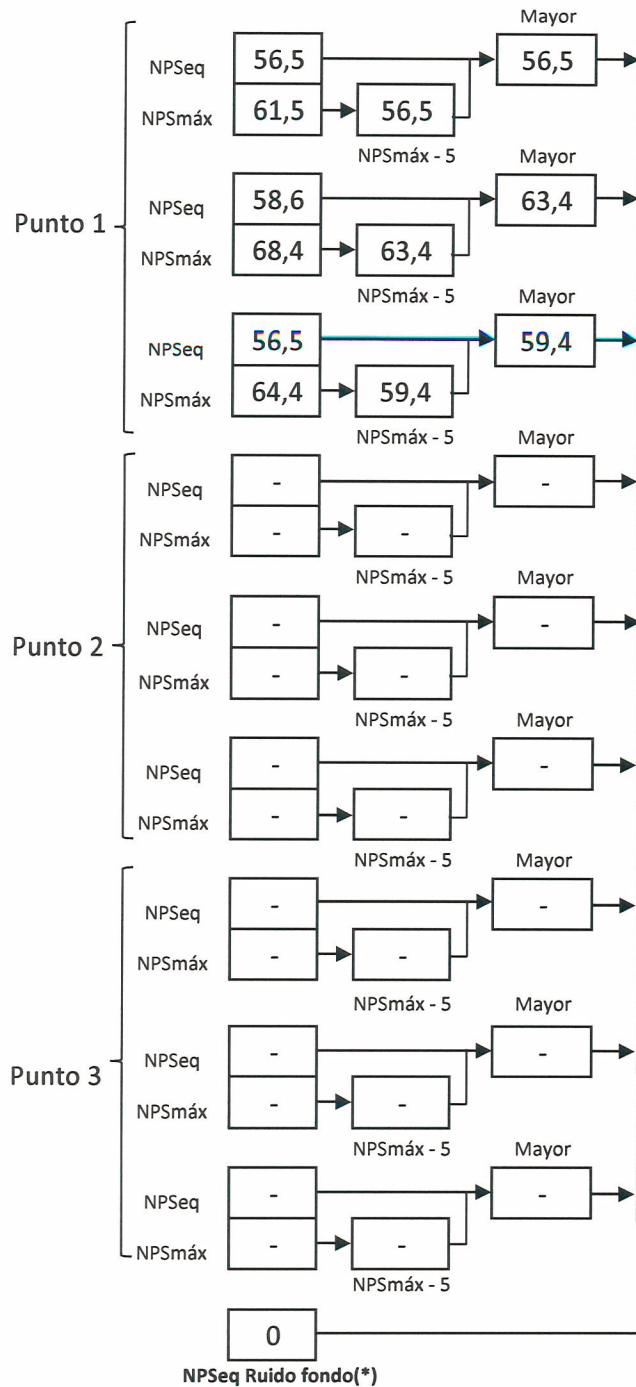 Mayor
NPSeq 56,5 56,5
NPSmáx 61,5 56,5
NPSmáx - 5
Mayor
NPSeq 58,6 63,4
Punto 1
NPSmáx 68,4 63,4
NPSmáx - 5
Mayor
NPSeq 56,5 59,4
NPSmáx 64,4 59,4
NPSmáx - 5
Mayor
NPSeq - -
NPSmáx - -
NPSmáx - 5
Mayor
NPSeq - -
Punto 2
NPSmáx - -
NPSmáx - 5
Mayor
NPSeq - -
NPSmáx - -
NPSmáx - 5
Mayor
NPSeq - -
NPSmáx - -
NPSmáx - 5
Mayor
NPSeq - -
Punto 3
NPSmáx - -
NPSmáx - 5
Mayor
NPSeq - -
NPSmáx - -
NPSmáx - 5
0
NPSeq Ruido fondo(*)